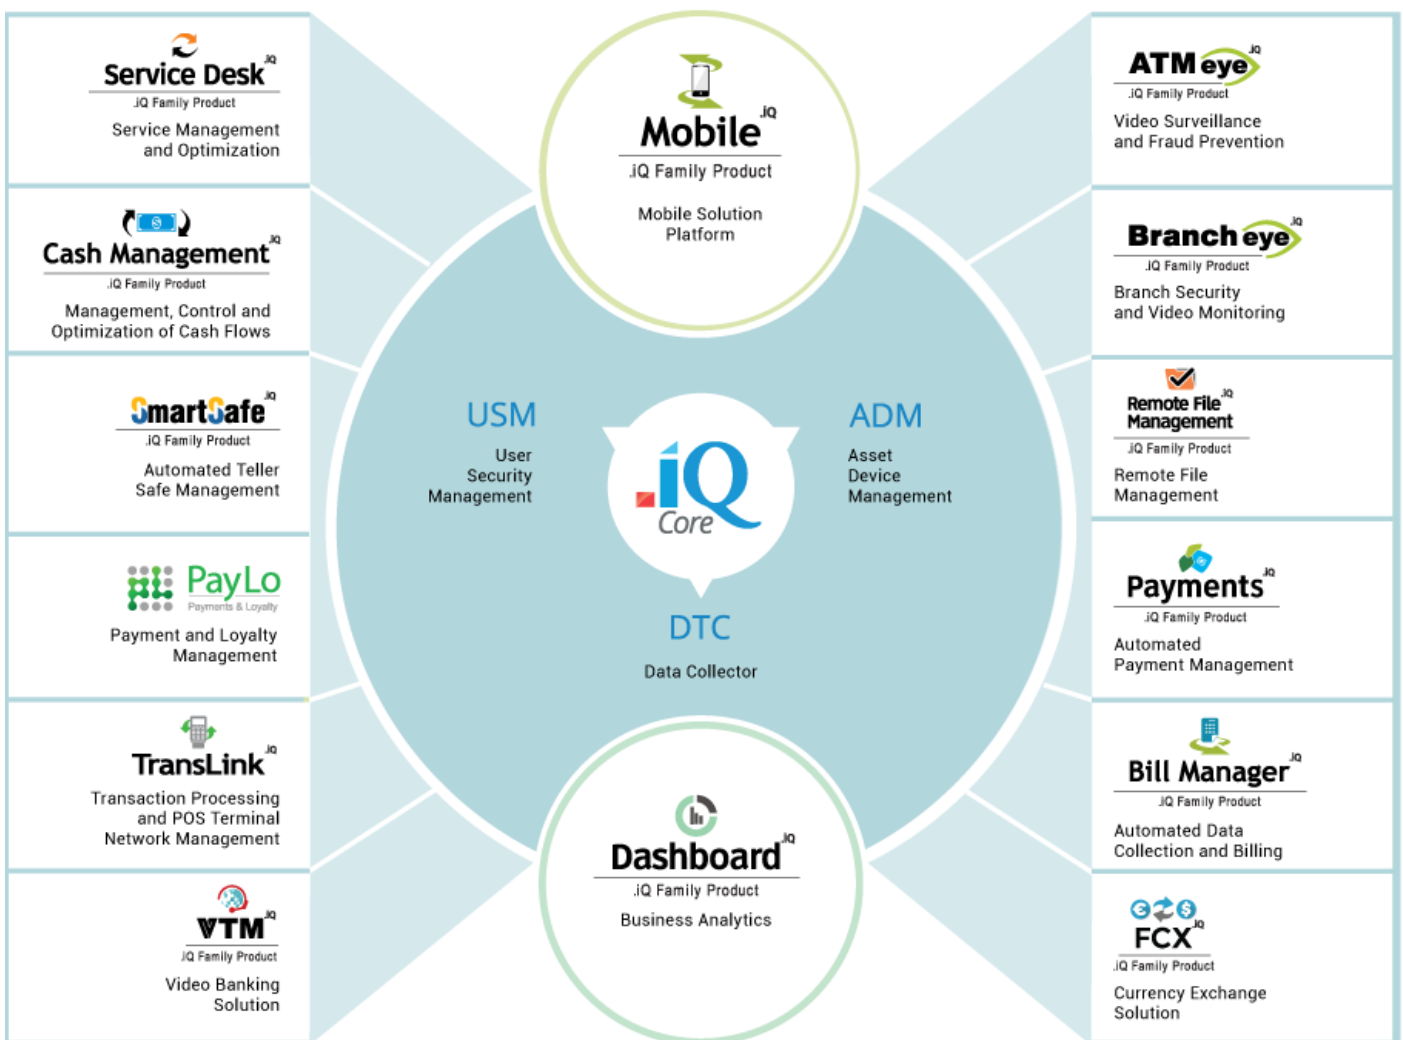 Service Desk .iQ
.iQ Family Product
Service Management
and Optimization
Cash Management .iQ
.iQ Family Product
Management, Control and
Optimization of Cash Flows
SmartSafe .iQ
.iQ Family Product
Automated Teller
Safe Management
PayLo
Payments & Loyalty
Payment and Loyalty
Management
TransLink .iQ
Transaction Processing
and POS Terminal
Network Management
VTM .iQ
.iQ Family Product
Video Banking
Solution
Mobile .iQ
.iQ Family Product
Mobile Solution
Platform
USM
User
Security
Management
.iQ
Core
ADM
Asset
Device
Management
DTC
Data Collector
Dashboard .iQ
.iQ Family Product
Business Analytics
ATM eye .iQ
.iQ Family Product
Video Surveillance
and Fraud Prevention
Branch eye .iQ
.iQ Family Product
Branch Security
and Video Monitoring
Remote File .iQ
Management
.iQ Family Product
Remote File
Management
Payments .iQ
.iQ Family Product
Automated
Payment Management
Bill Manager .iQ
.iQ Family Product
Automated Data
Collection and Billing
FCX .iQ
.iQ Family Product
Currency Exchange
Solution